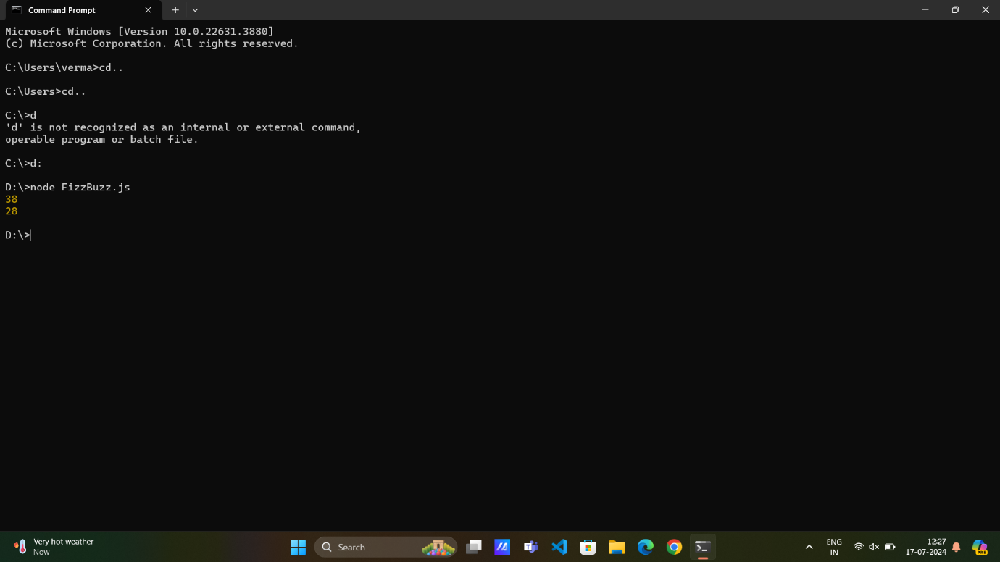 Command Prompt
Microsoft Windows [Version 10.0.22631.3880]
(c) Microsoft Corporation. All rights reserved.
C:\Users\verma>cd..
C:\Users>cd..
C:\>d
'd' is not recognized as an internal or external command,
operable program or batch file.
C:\>d:
D:\>node FizzBuzz.js
38
28
D:\>
Very hot weather
Now
Search
ENG
IN
12:27
17-07-2024
PRE